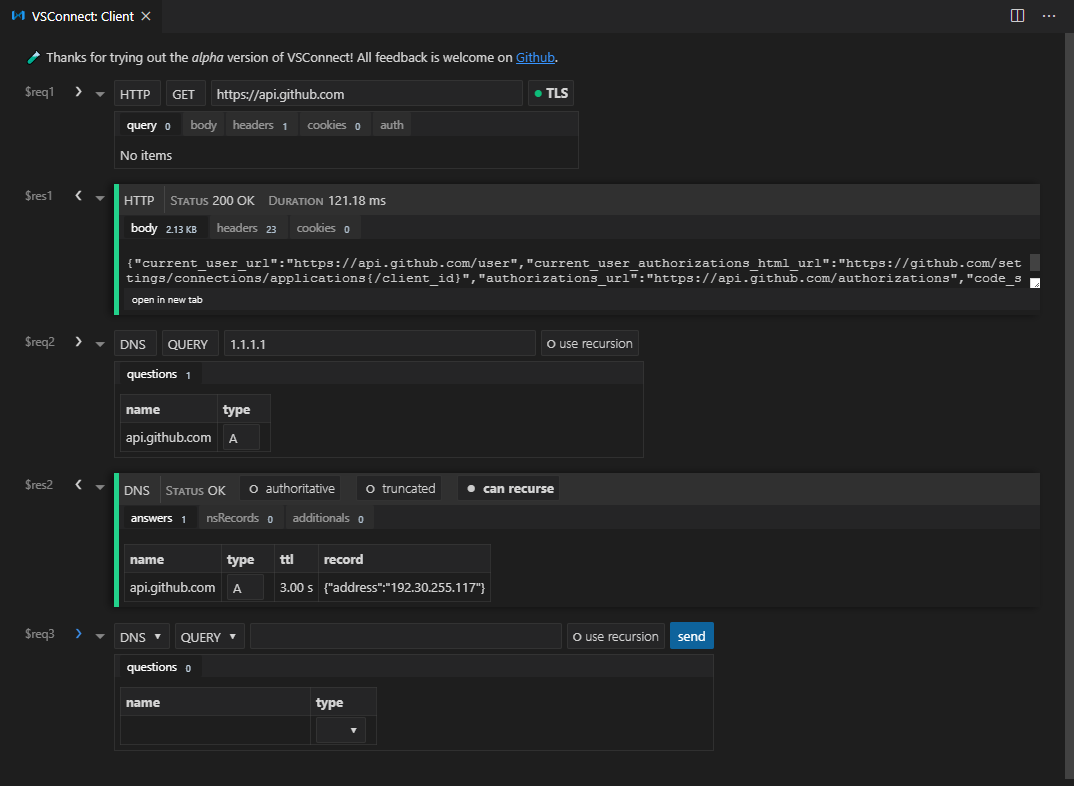 VSConnect: Client
Thanks for trying out the alpha version of VSConnect! All feedback is welcome on Github.
$req1 HTTP GET https://api.github.com TLS
query 0 body headers 1 cookies 0 auth
No items
$res1 HTTP STATUS 200 OK DURATION 121.18 ms
body 2.13 KB headers 23 cookies 0
{"current_user_url":"https://api.github.com/user","current_user_authorizations_html_url":"https://github.com/set
tings/connections/applications{/client_id}","authorizations_url":"https://api.github.com/authorizations","code_s
open in new tab
$req2 DNS QUERY 1.1.1.1 use recursion
questions 1
name type
api.github.com A
$res2 DNS STATUS OK authoritative truncated can recurse
answers 1 nsRecords 0 additionals 0
name type ttl record
api.github.com A 3.00 s {"address":"192.30.255.117"}
$req3 DNS QUERY use recursion send
questions 0
name type